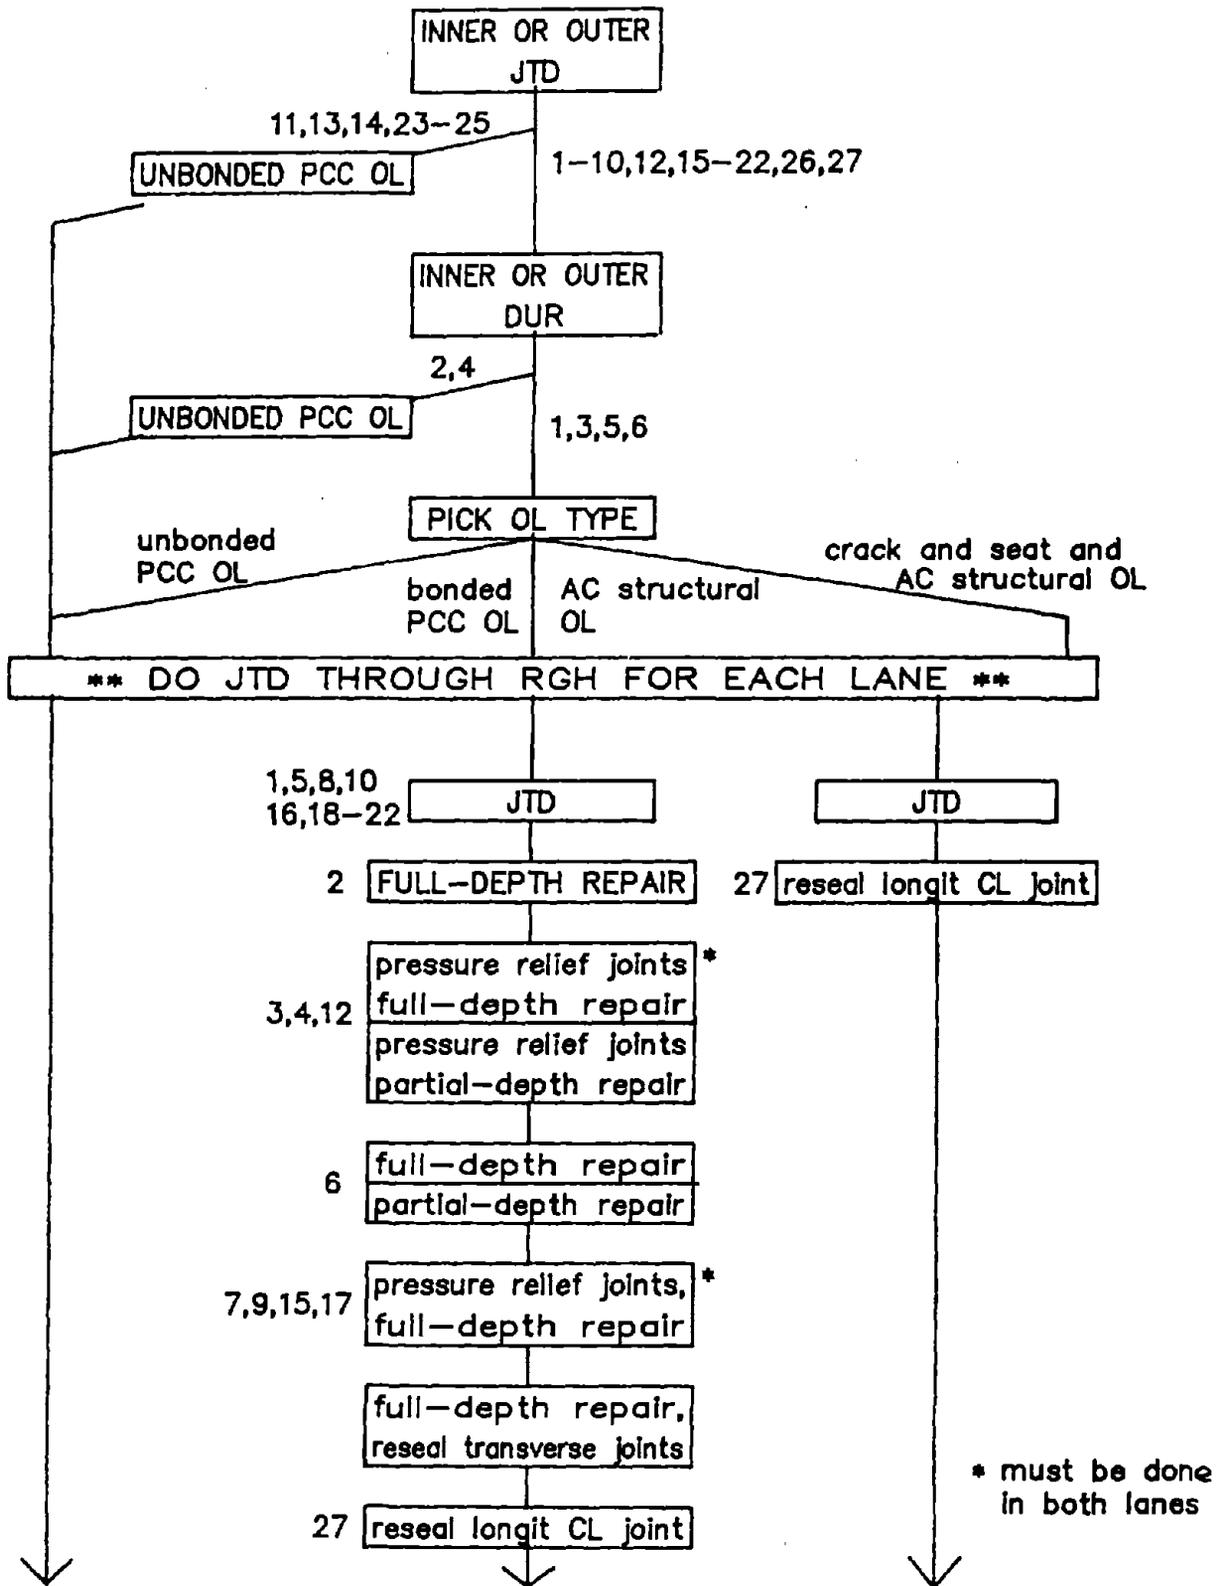 INNER OR OUTER
JTD
11,13,14,23-25
UNBONDED PCC OL
1-10,12,15-22,26,27
INNER OR OUTER
DUR
2,4
UNBONDED PCC OL
1,3,5,6
PICK OL TYPE
unbonded
PCC OL
bonded
PCC OL
AC structural
OL
crack and seat and
AC structural OL
** DO JTD THROUGH RGH FOR EACH LANE **
1,5,8,10
16,18-22
JTD
JTD
2
FULL-DEPTH REPAIR
27
reseal longit CL joint
3,4,12
pressure relief joints *
full-depth repair
pressure relief joints
partial-depth repair
6
full-depth repair
partial-depth repair
7,9,15,17
pressure relief joints, *
full-depth repair
full-depth repair,
reseal transverse joints
27
reseal longit CL joint
* must be done
in both lanes